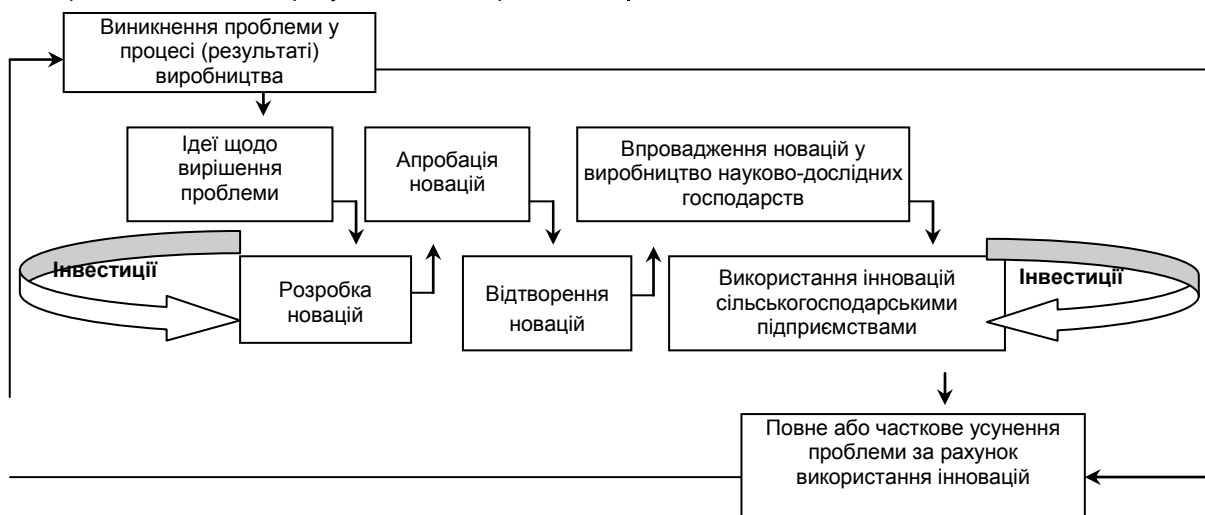 Виникнення проблеми у
процесі (результаті)
виробництва
Ідеї щодо
вирішення
проблеми
Апробація
новацій
Впровадження новацій у
виробництво науково-дослідних
господарств
Інвестиції
Розробка
новацій
Відтворення
новацій
Використання інновацій
сільськогосподарськими
підприємствами
Інвестиції
Повне або часткове усунення
проблеми за рахунок
використання інновацій